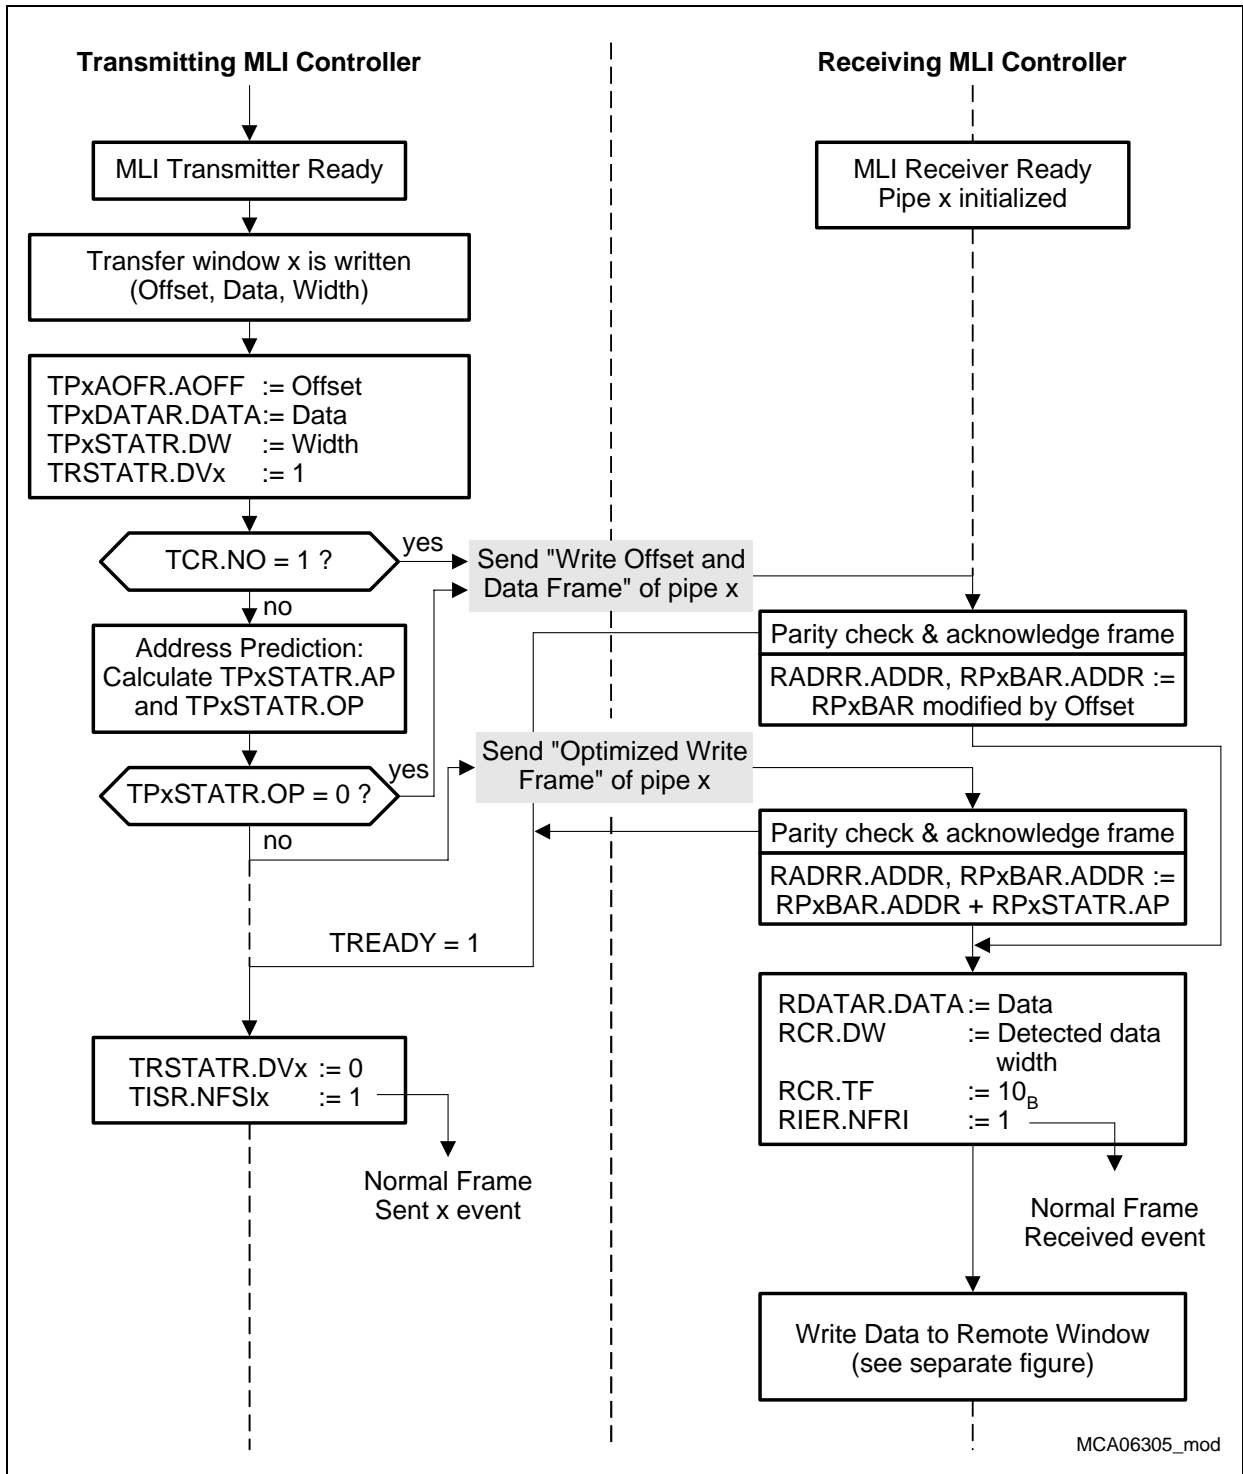 Transmitting MLI Controller
Receiving MLI Controller
MLI Transmitter Ready
MLI Receiver Ready
Pipe x initialized
Transfer window x is written
(Offset, Data, Width)
TPxAOFR.AOFF := Offset
TPxDATAR.DATA:= Data
TPxSTATR.DW := Width
TRSTATR.DVx := 1
TCR.NO = 1 ?
yes
Send "Write Offset and
Data Frame" of pipe x
no
Parity check & acknowledge frame
RADRR.ADDR, RPxBAR.ADDR :=
RPxBAR modified by Offset
Address Prediction:
Calculate TPxSTATR.AP
and TPxSTATR.OP
Send "Optimized Write
Frame" of pipe x
TPxSTATR.OP = 0 ?
yes
no
Parity check & acknowledge frame
RADRR.ADDR, RPxBAR.ADDR :=
RPxBAR.ADDR + RPxSTATR.AP
TREADY = 1
RDATAR.DATA:= Data
RCR.DW := Detected data
width
RCR.TF := 10B
RIER.NFRI := 1
TRSTATR.DVx := 0
TISR.NFSIx := 1
Normal Frame
Sent x event
Normal Frame
Received event
Write Data to Remote Window
(see separate figure)
MCA06305_mod